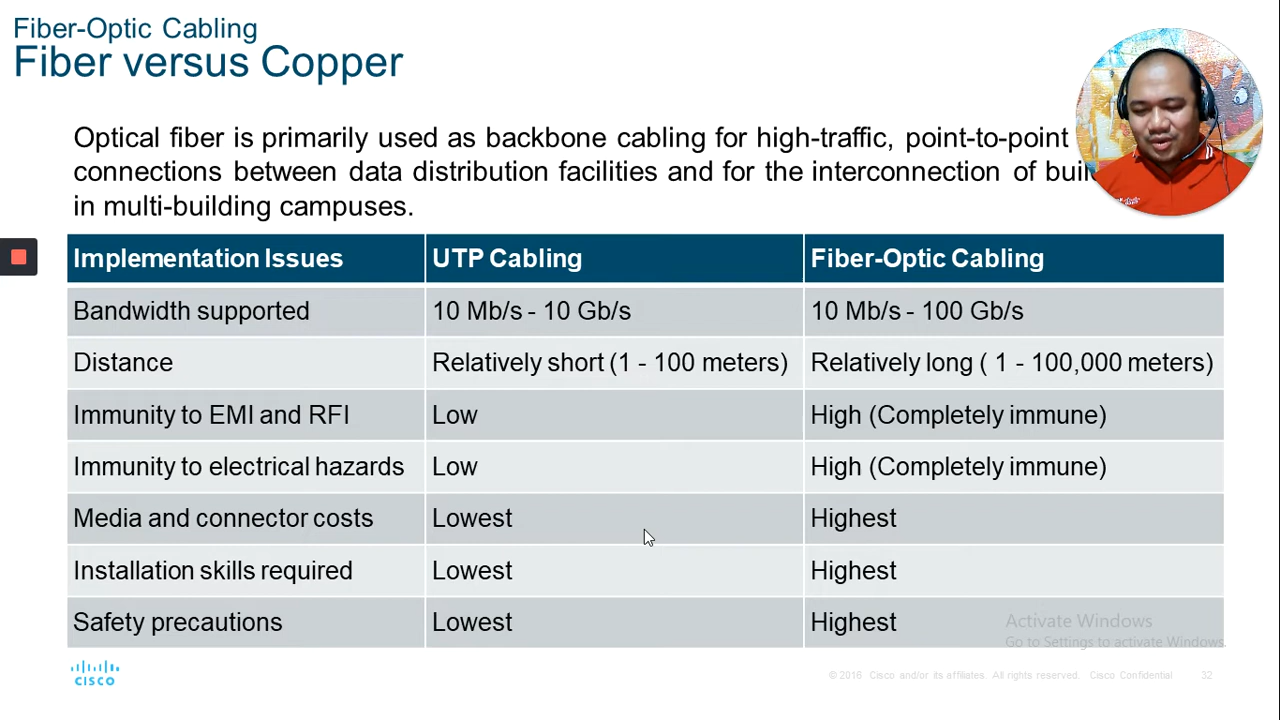 Fiber-Optic Cabling
Fiber versus Copper
Optical fiber is primarily used as backbone cabling for high-traffic, point-to-point
connections between data distribution facilities and for the interconnection of
in multi-building campuses.
Implementation Issues UTP Cabling Fiber-Optic Cabling
Bandwidth supported 10 Mb/s - 10 Gb/s 10 Mb/s - 100 Gb/s
Distance Relatively short (1 - 100 meters) Relatively long ( 1 - 100,000 meters)
Immunity to EMI and RFI Low High (Completely immune)
Immunity to electrical hazards Low High (Completely immune)
Media and connector costs Lowest Highest
Installation skills required Lowest Highest
Safety precautions Lowest Highest
Activate Windows
Go to Settings to activate Windows.
CISCO
© 2016 Cisco and/or its affiliates. All rights reserved. Cisco Confidential 32